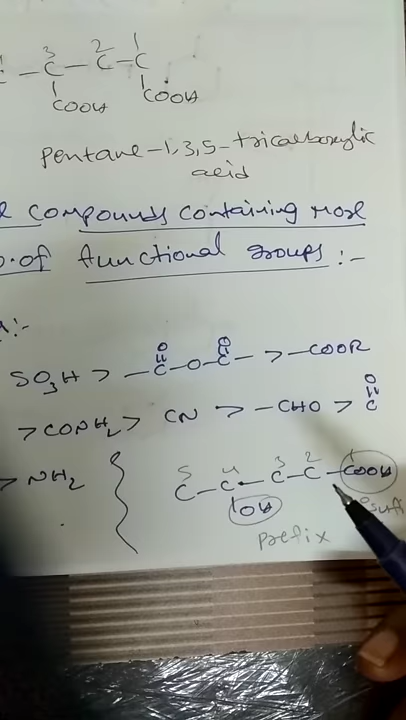 3 2 1
C – C – C – C
COOH COOH
Pentane-1,3,5-tricarboxylic
acid
compounds containing more
of functional groups :-
SO3H > –C–O–C– > –COOR
O O
O
> CONH2 > CN > –CHO > C
> NH2
5 4 3 2 1
C–C–C–C–COOH
OH
Prefix